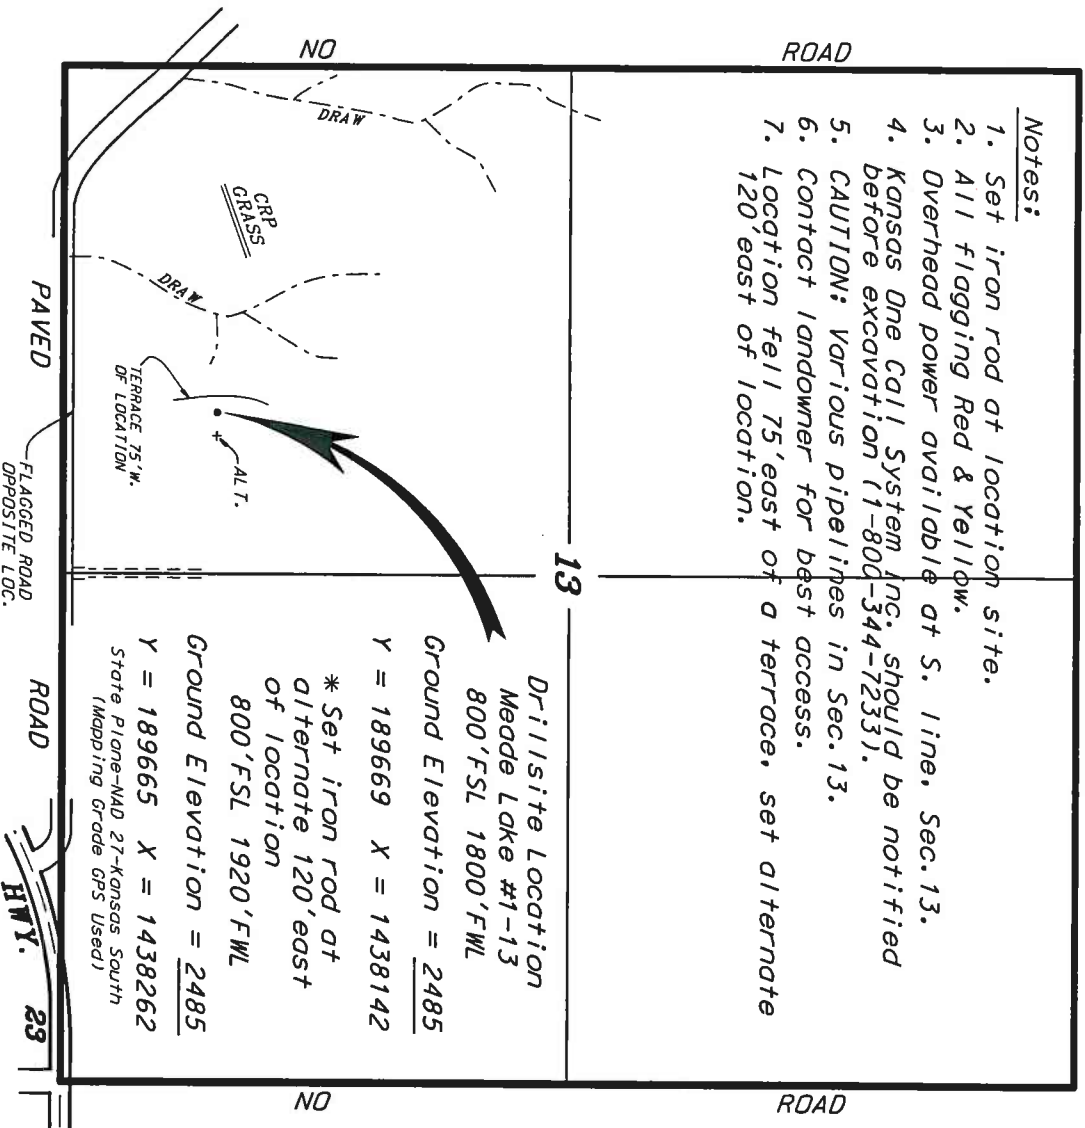 NO
ROAD
Notes:
1. Set iron rod at location site.
2. All flagging Red & Yellow.
3. Overhead power available at S. line, Sec.13.
4. Kansas One Call System inc. should be notified
before excavation (1-800-344-7233).
5. CAUTION: Various pipelines in Sec.13.
6. Contact landowner for best access.
7. Location fell 75'east of a terrace, set alternate
120'east of location.
DRAW
CRP
GRASS
DRAW
TERRACE 75'W.
OF LOCATION
ALT.
13
Drillsite Location
Meade Lake #1-13
800'FSL 1800'FWL
Ground Elevation = 2485
Y = 189669 X = 1438142
* Set iron rod at
alternate 120'east
of location
800'FSL 1920'FWL
Ground Elevation = 2485
Y = 189665 X = 1438262
State Plane-NAD 27-Kansas South
(Mapping Grade GPS Used)
PAVED
ROAD
FLAGGED ROAD
OPPOSITE LOC.
HWY. 23
NO
ROAD